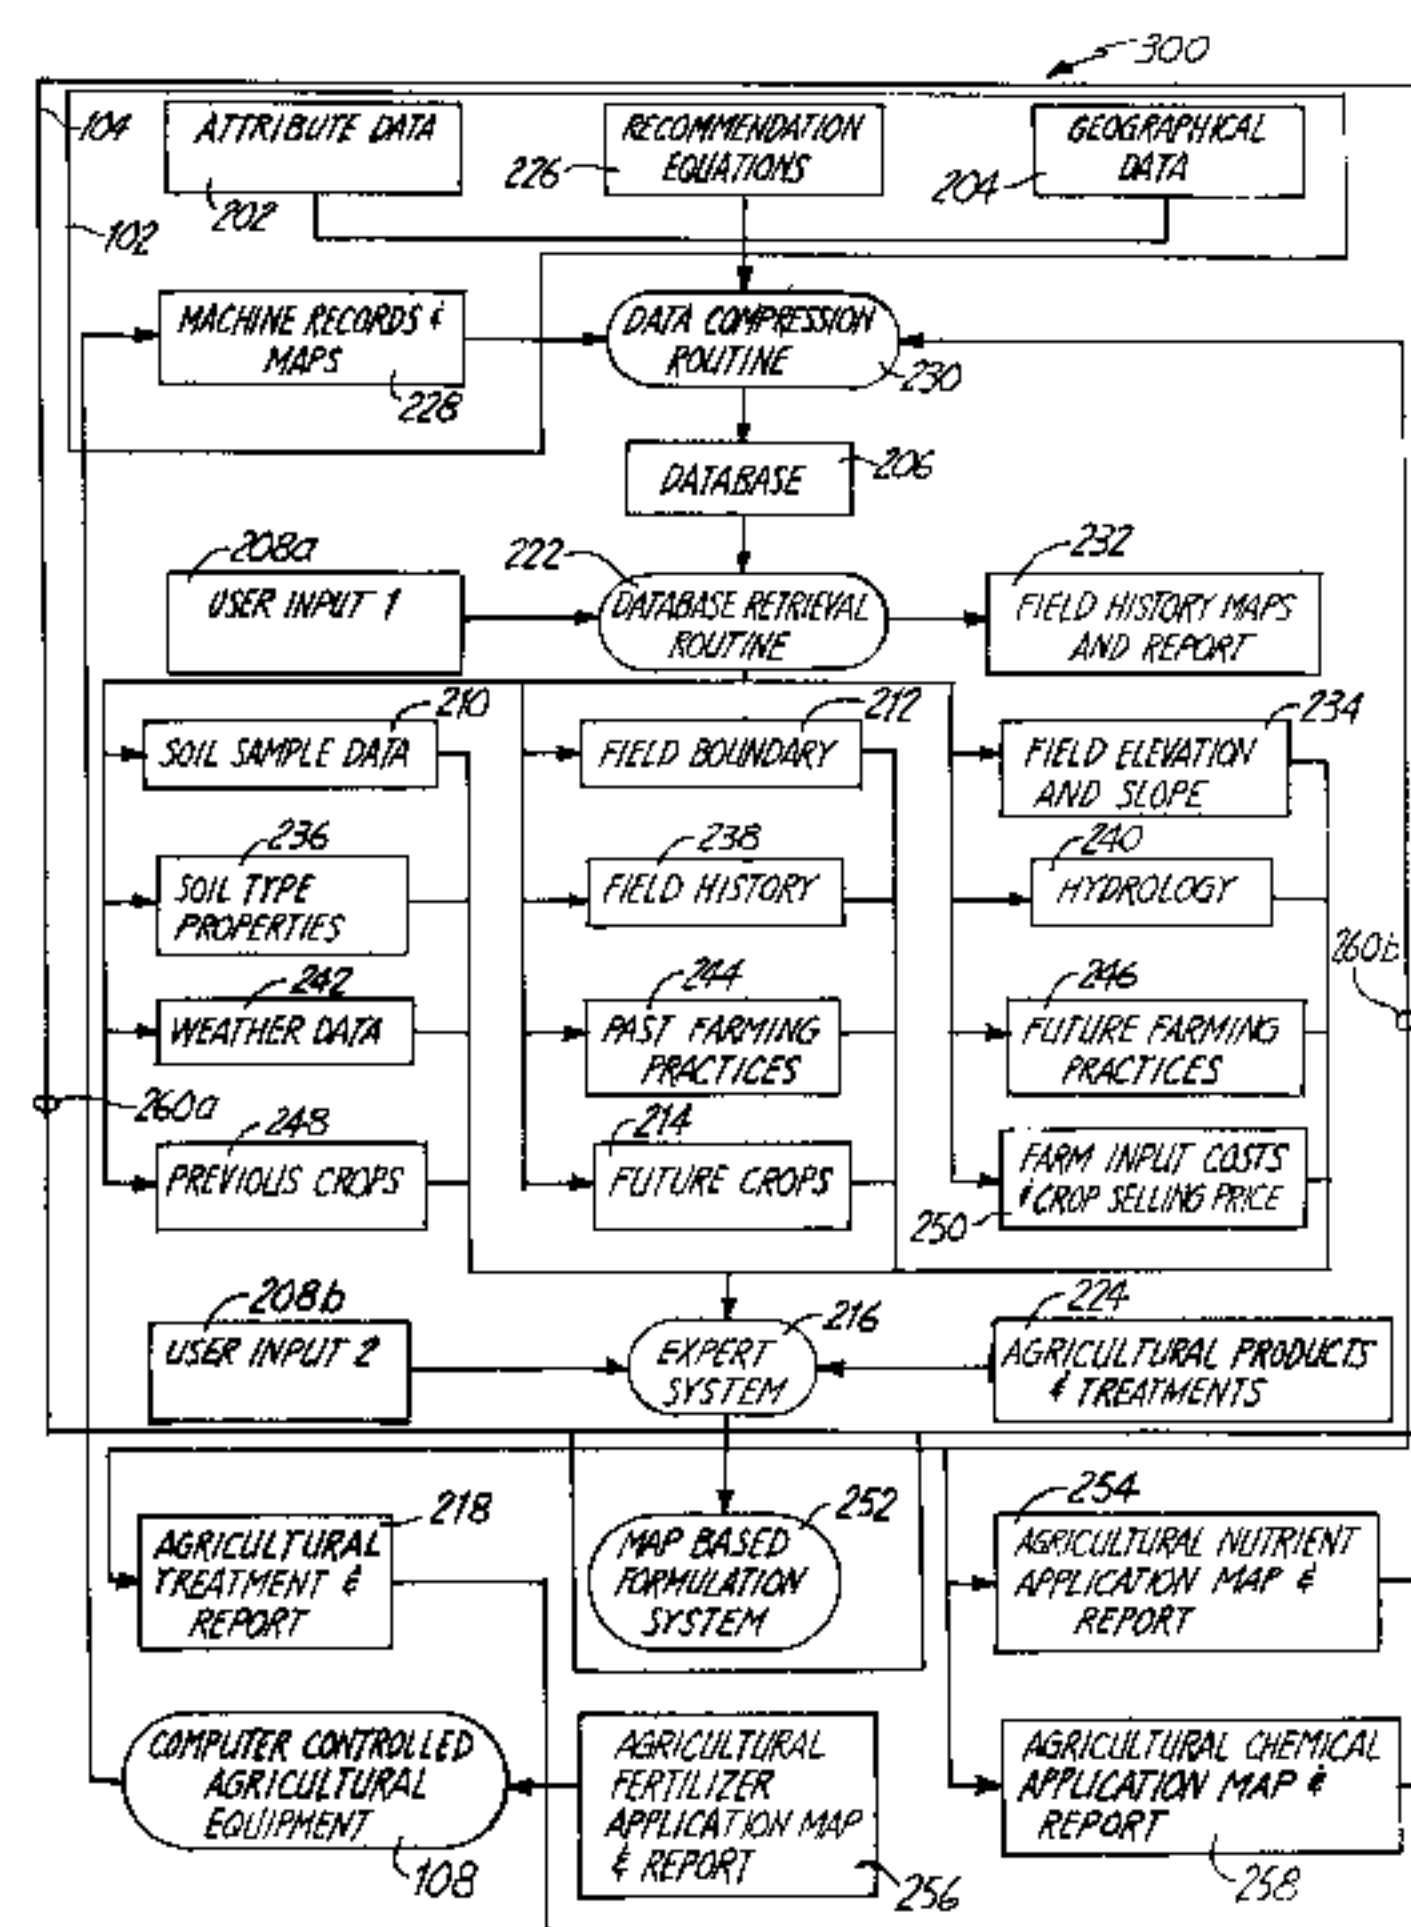 300
104
ATTRIBUTE DATA
202
RECOMMENDATION
EQUATIONS
226
GEOGRAPHICAL
DATA
204
102
MACHINE RECORDS &
MAPS
228
DATA COMPRESSION
ROUTINE
230
DATABASE
206
208a
USER INPUT 1
222
DATABASE RETRIEVAL
ROUTINE
232
FIELD HISTORY MAPS
AND REPORT
210
SOIL SAMPLE DATA
212
FIELD BOUNDARY
234
FIELD ELEVATION
AND SLOPE
236
SOIL TYPE
PROPERTIES
238
FIELD HISTORY
240
HYDROLOGY
260b
242
WEATHER DATA
244
PAST FARMING
PRACTICES
246
FUTURE FARMING
PRACTICES
260a
248
PREVIOUS CROPS
214
FUTURE CROPS
FARM INPUT COSTS
& CROP SELLING PRICE
250
208b
USER INPUT 2
216
EXPERT
SYSTEM
224
AGRICULTURAL PRODUCTS
& TREATMENTS
218
AGRICULTURAL
TREATMENT &
REPORT
252
MAP BASED
FORMULATION
SYSTEM
254
AGRICULTURAL NUTRIENT
APPLICATION MAP &
REPORT
COMPUTER CONTROLLED
AGRICULTURAL
EQUIPMENT
108
AGRICULTURAL
FERTILIZER
APPLICATION MAP
& REPORT
256
AGRICULTURAL CHEMICAL
APPLICATION MAP &
REPORT
258